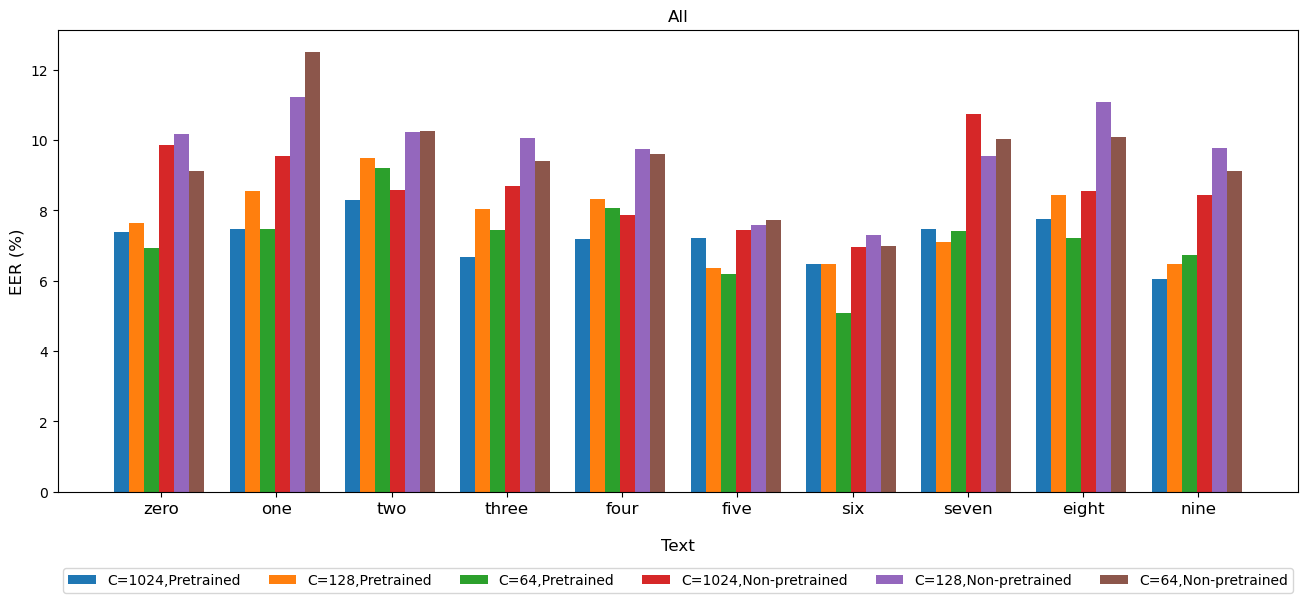 All
EER (%)
12
10
8
6
4
2
0
zero one two three four five six seven eight nine
Text
C=1024,Pretrained C=128,Pretrained C=64,Pretrained C=1024,Non-pretrained C=128,Non-pretrained C=64,Non-pretrained